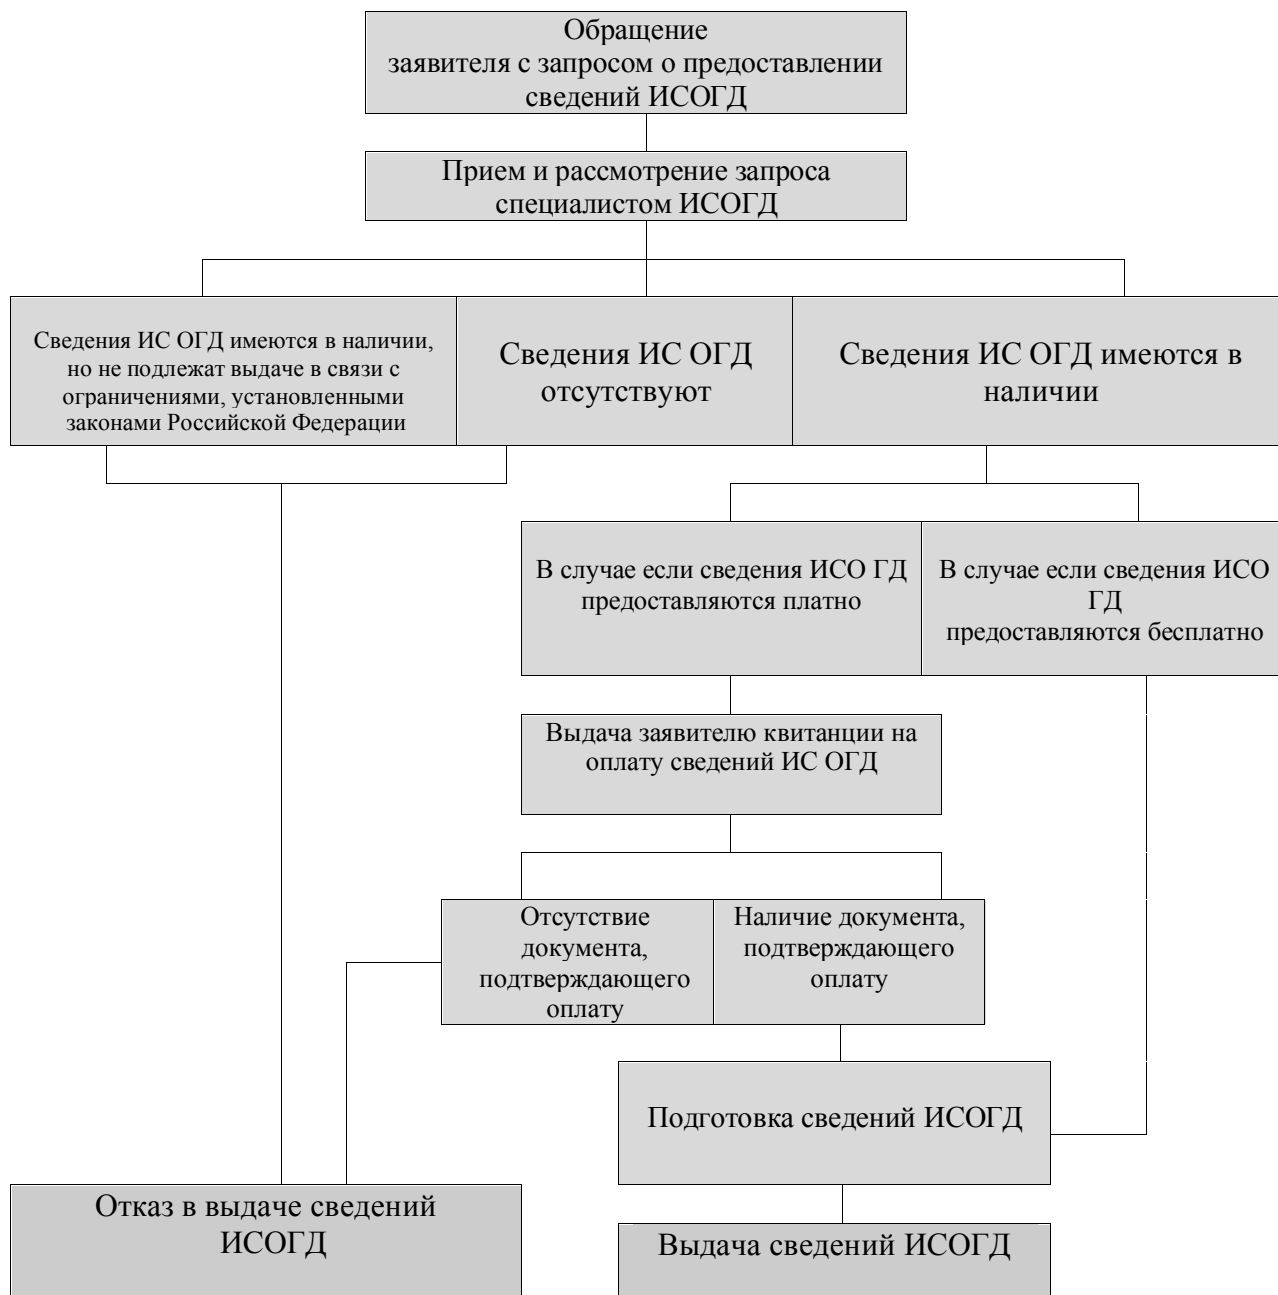 Обращение
заявителя с запросом о предоставлении
сведений ИСОГД
Прием и рассмотрение запроса
специалистом ИСОГД
Сведения ИС ОГД имеются в наличии,
но не подлежат выдаче в связи с
ограничениями, установленными
законами Российской Федерации
Сведения ИС ОГД
отсутствуют
Сведения ИС ОГД имеются в
наличии
В случае если сведения ИСО ГД
предоставляются платно
В случае если сведения ИСО
ГД
предоставляются бесплатно
Выдача заявителю квитанции на
оплату сведений ИС ОГД
Отсутствие
документа,
подтверждающего
оплату
Наличие документа,
подтверждающего
оплату
Подготовка сведений ИСОГД
Отказ в выдаче сведений
ИСОГД
Выдача сведений ИСОГД